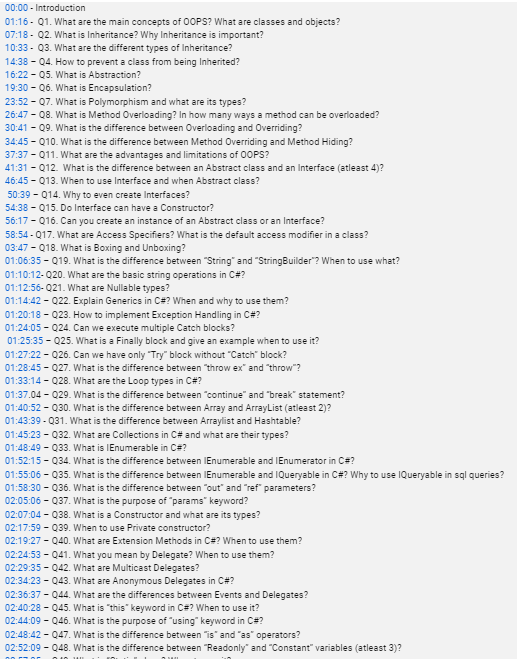 00:00 - Introduction
01:16 - Q1. What are the main concepts of OOPS? What are classes and objects?
07:18 - Q2. What is Inheritance? Why Inheritance is important?
10:33 - Q3. What are the different types of Inheritance?
14:38 – Q4. How to prevent a class from being Inherited?
16:22 – Q5. What is Abstraction?
19:30 – Q6. What is Encapsulation?
23:52 – Q7. What is Polymorphism and what are its types?
26:47 – Q8. What is Method Overloading? In how many ways a method can be overloaded?
30:41 – Q9. What is the difference between Overloading and Overriding?
34:45 – Q10. What is the difference between Method Overriding and Method Hiding?
37:37 – Q11. What are the advantages and limitations of OOPS?
41:31 – Q12. What is the difference between an Abstract class and an Interface (atleast 4)?
46:45 – Q13. When to use Interface and when Abstract class?
50:39 – Q14. Why to even create Interfaces?
54:38 – Q15. Do Interface can have a Constructor?
56:17 – Q16. Can you create an instance of an Abstract class or an Interface?
58:54 - Q17. What are Access Specifiers? What is the default access modifier in a class?
03:47 – Q18. What is Boxing and Unboxing?
01:06:35 – Q19. What is the difference between “String” and “StringBuilder”? When to use what?
01:10:12- Q20. What are the basic string operations in C#?
01:12:56- Q21. What are Nullable types?
01:14:42 – Q22. Explain Generics in C#? When and why to use them?
01:20:18 – Q23. How to implement Exception Handling in C#?
01:24:05 – Q24. Can we execute multiple Catch blocks?
01:25:35 – Q25. What is a Finally block and give an example when to use it?
01:27:22 – Q26. Can we have only “Try” block without “Catch” block?
01:28:45 – Q27. What is the difference between “throw ex” and “throw”?
01:33:14 – Q28. What are the Loop types in C#?
01:37.04 – Q29. What is the difference between “continue” and “break” statement?
01:40:52 – Q30. What is the difference between Array and ArrayList (atleast 2)?
01:43:39 - Q31. What is the difference between Arraylist and Hashtable?
01:45:23 – Q32. What are Collections in C# and what are their types?
01:48:49 – Q33. What is IEnumerable in C#?
01:52:15 – Q34. What is the difference between IEnumerable and IEnumerator in C#?
01:55:06 – Q35. What is the difference between IEnumerable and IQueryable in C#? Why to use IQueryable in sql queries?
01:58:30 – Q36. What is the difference between “out” and “ref” parameters?
02:05:06 – Q37. What is the purpose of “params” keyword?
02:07:04 – Q38. What is a Constructor and what are its types?
02:17:59 – Q39. When to use Private constructor?
02:19:27 – Q40. What are Extension Methods in C#? When to use them?
02:24:53 – Q41. What you mean by Delegate? When to use them?
02:29:35 – Q42. What are Multicast Delegates?
02:34:23 – Q43. What are Anonymous Delegates in C#?
02:36:37 – Q44. What are the differences between Events and Delegates?
02:40:28 – Q45. What is “this” keyword in C#? When to use it?
02:44:09 – Q46. What is the purpose of “using” keyword in C#?
02:48:42 – Q47. What is the difference between “is” and “as” operators?
02:52:09 – Q48. What is the difference between “Readonly” and “Constant” variables (atleast 3)?